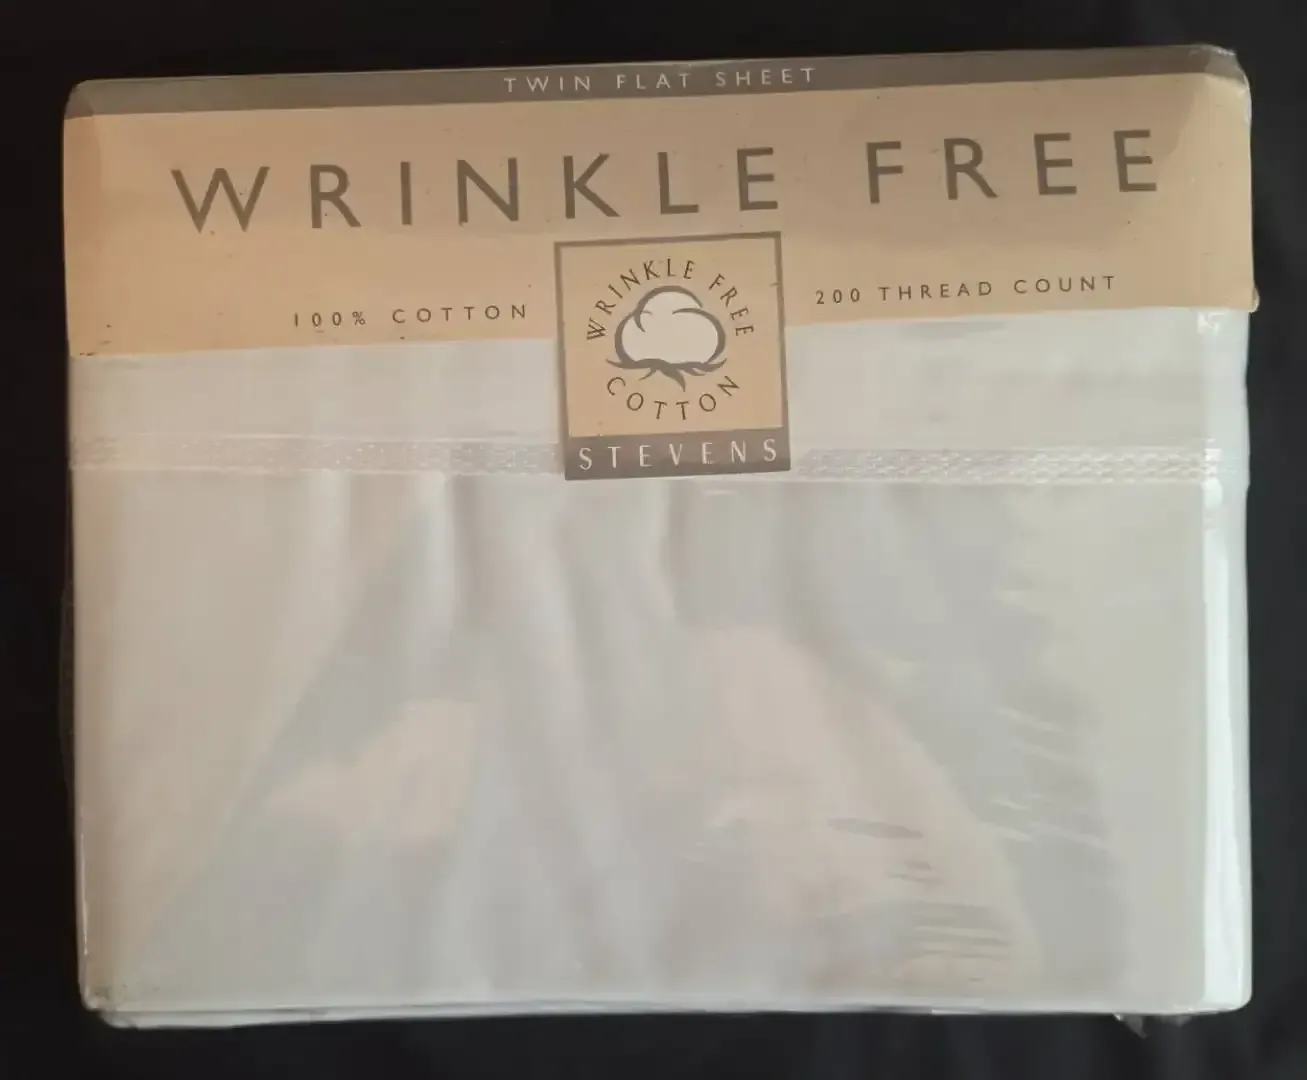 TWIN FLAT SHEET
WRINKLE FREE
100% COTTON
200 THREAD COUNT
WRINKLE FREE
COTTON
STEVENS